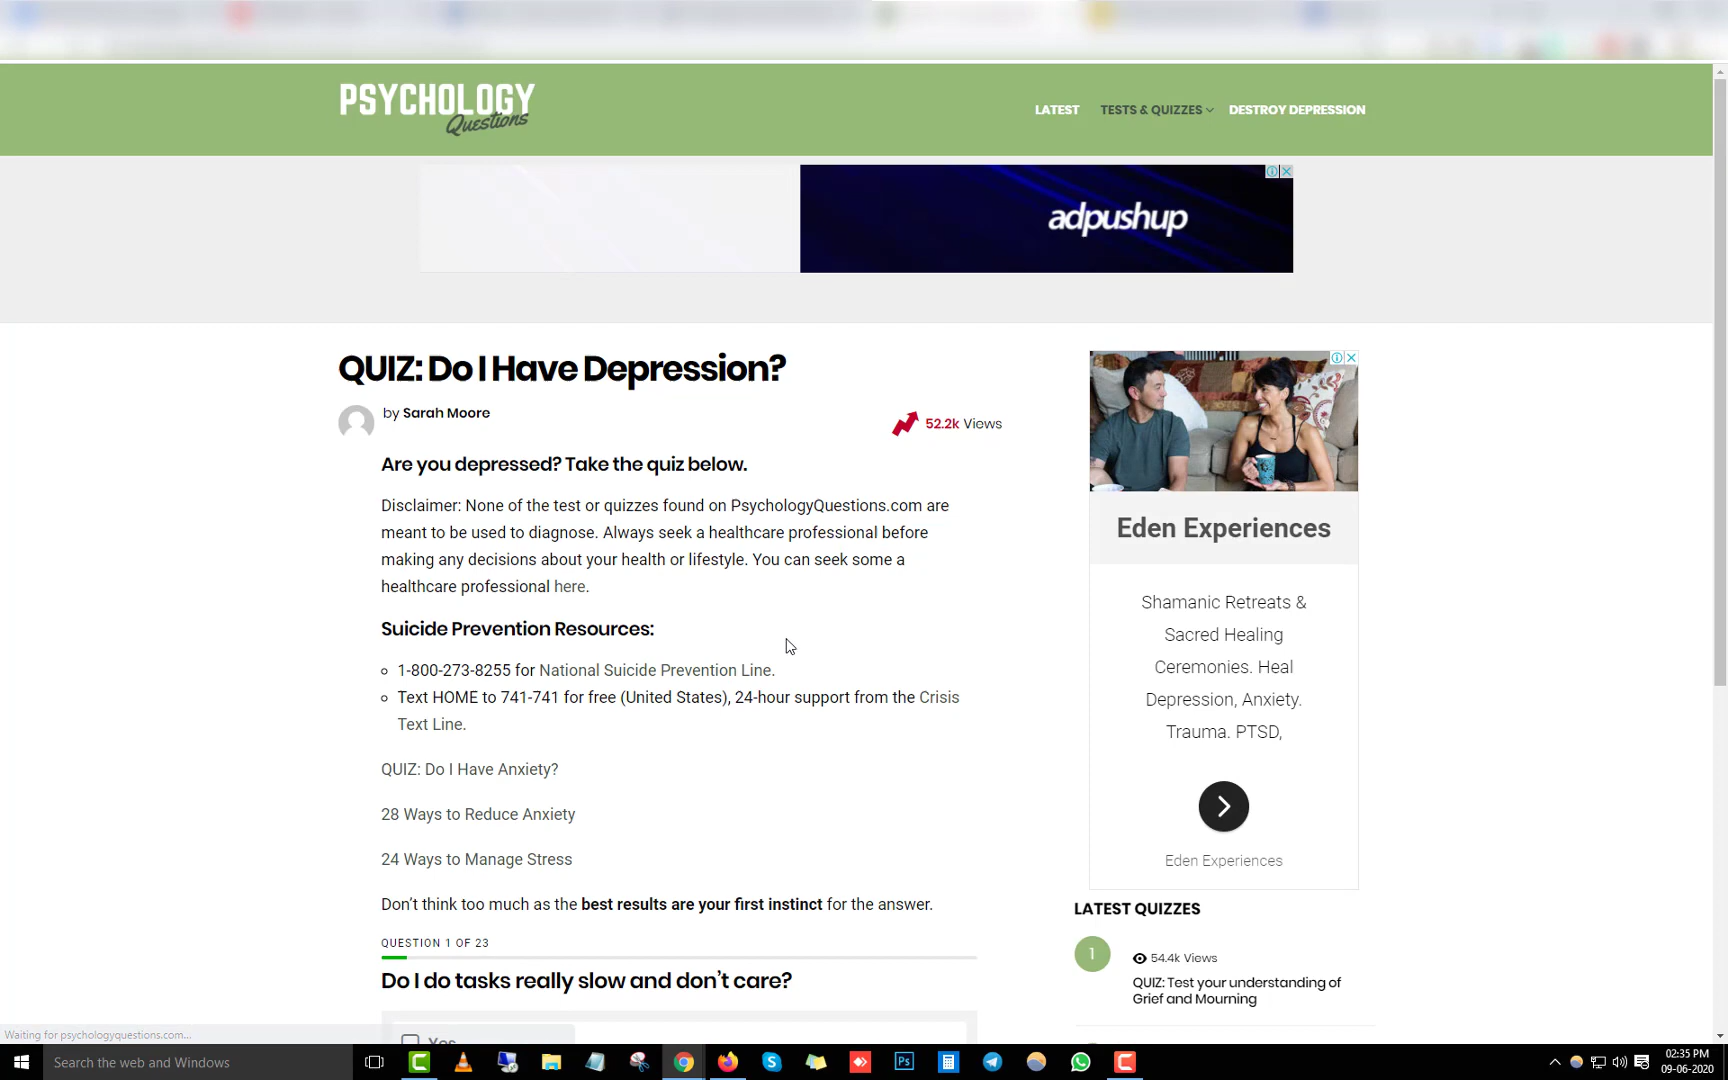 PSYCHOLOGY
Questions
LATEST TESTS & QUIZZES DESTROY DEPRESSION
adpushup
QUIZ: Do I Have Depression?
by Sarah Moore
52.2k Views
Are you depressed? Take the quiz below.
Disclaimer: None of the test or quizzes found on PsychologyQuestions.com are
meant to be used to diagnose. Always seek a healthcare professional before
making any decisions about your health or lifestyle. You can seek some a
healthcare professional here.
Suicide Prevention Resources:
1-800-273-8255 for National Suicide Prevention Line.
Text HOME to 741-741 for free (United States), 24-hour support from the Crisis
Text Line.
QUIZ: Do I Have Anxiety?
28 Ways to Reduce Anxiety
24 Ways to Manage Stress
Don’t think too much as the best results are your first instinct for the answer.
QUESTION 1 OF 23
Do I do tasks really slow and don’t care?
Yes
Eden Experiences
Shamanic Retreats &
Sacred Healing
Ceremonies. Heal
Depression, Anxiety.
Trauma. PTSD,
Eden Experiences
LATEST QUIZZES
1
54.4k Views
QUIZ: Test your understanding of
Grief and Mourning
Waiting for psychologyquestions.com...
Search the web and Windows
Ps
02:35 PM
09-06-2020